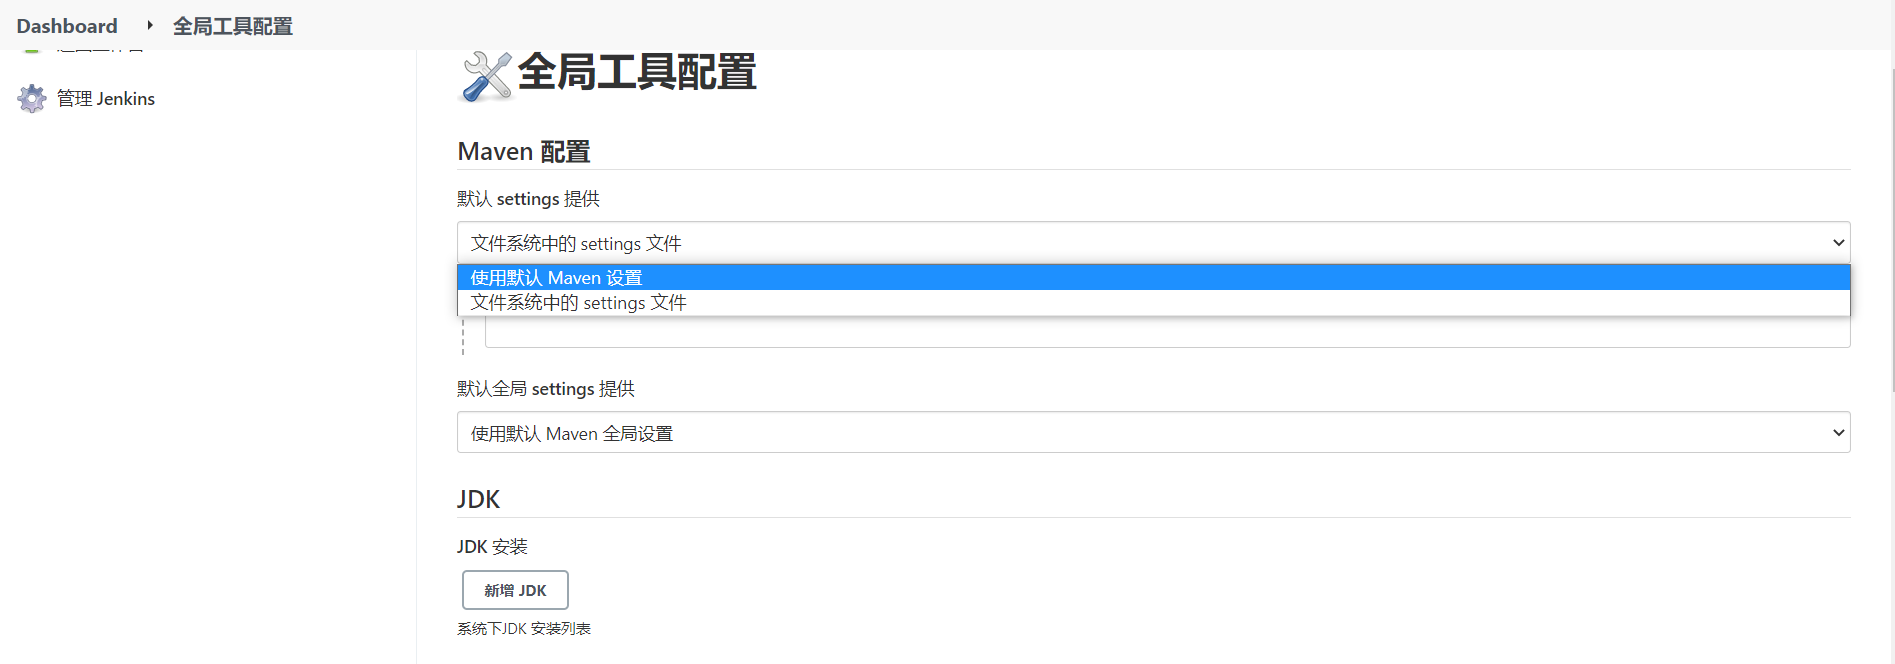 Dashboard
全局工具配置
管理 Jenkins
全局工具配置
Maven 配置
默认 settings 提供
文件系统中的 settings 文件
使用默认 Maven 设置
文件系统中的 settings 文件
默认全局 settings 提供
使用默认 Maven 全局设置
JDK
JDK 安装
新增 JDK
系统下JDK 安装列表